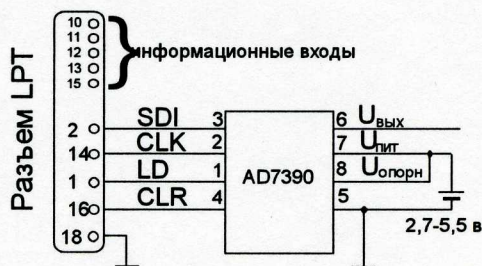 Разъем LPT
10
11
12
13
15
информационные входы
2 SDI 3
14 CLK 2
1 LD 1
16 CLR 4
18
AD7390
6 Uвых
7 Uпит
8 Uопорн
5
2,7-5,5 в